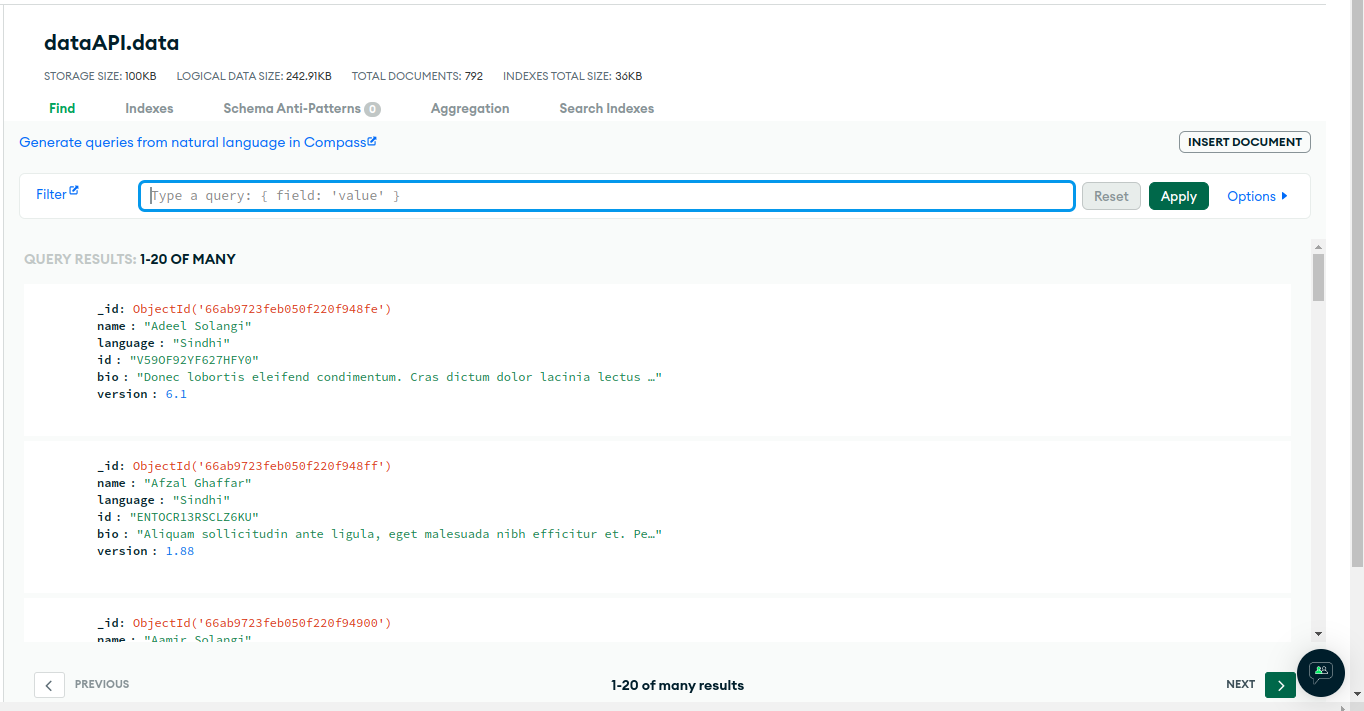 dataAPI.data
STORAGE SIZE: 100KB LOGICAL DATA SIZE: 242.91KB TOTAL DOCUMENTS: 792 INDEXES TOTAL SIZE: 36KB
Find Indexes Schema Anti-Patterns 0 Aggregation Search Indexes
Generate queries from natural language in Compass
INSERT DOCUMENT
Filter Type a query: { field: 'value' } Reset Apply Options
QUERY RESULTS: 1-20 OF MANY
_id: ObjectId('66ab9723feb050f220f948fe')
name : "Adeel Solangi"
language : "Sindhi"
id : "V59OF92YF627HFY0"
bio : "Donec lobortis eleifend condimentum. Cras dictum dolor lacinia lectus …"
version : 6.1
_id: ObjectId('66ab9723feb050f220f948ff')
name : "Afzal Ghaffar"
language : "Sindhi"
id : "ENTOCR13RSCLZ6KU"
bio : "Aliquam sollicitudin ante ligula, eget malesuada nibh efficitur et. Pe…"
version : 1.88
_id: ObjectId('66ab9723feb050f220f94900')
name : "Aamir Solangi"
PREVIOUS 1-20 of many results NEXT